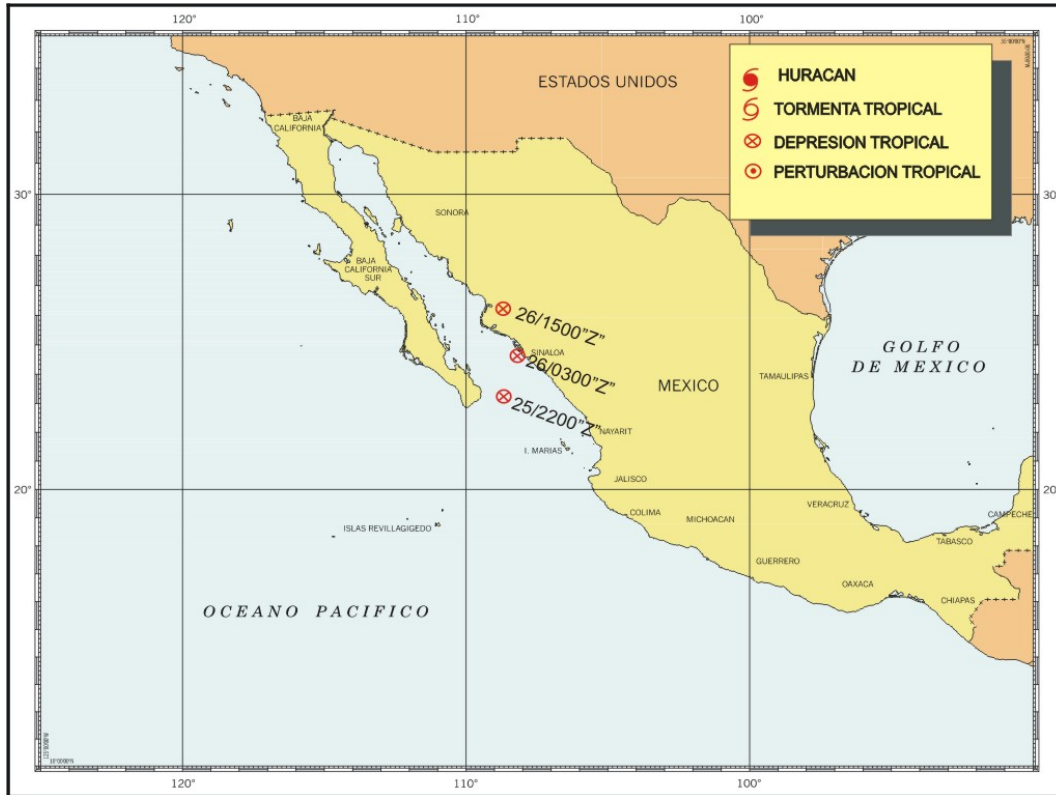 120°
110°
100°
ESTADOS UNIDOS
HURACAN
TORMENTA TROPICAL
DEPRESION TROPICAL
PERTURBACION TROPICAL
BAJA
CALIFORNIA
30°
30°
SONORA
BAJA
CALIFORNIA
SUR
26/1500"Z"
SINALOA
26/0300"Z"
MEXICO
TAMAULIPAS
GOLFO
DE MEXICO
25/2200"Z"
NAYARIT
I. MARIAS
JALISCO
20°
20°
COLIMA
MICHOACAN
VERACRUZ
CAMPECHE
ISLAS REVILLAGIGEDO
TABASCO
GUERRERO
OAXACA
CHIAPAS
OCEANO PACIFICO
120°
110°
100°